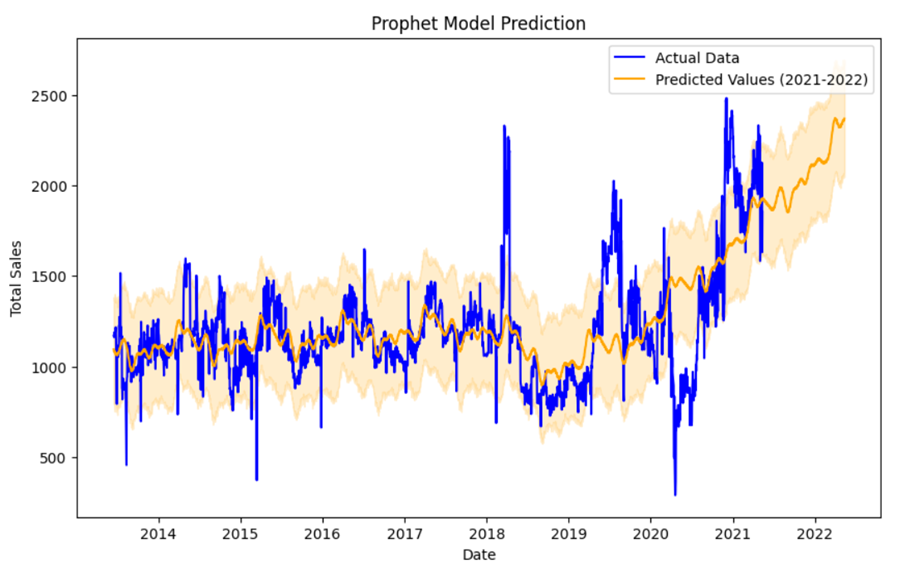 Prophet Model Prediction
Actual Data
Predicted Values (2021-2022)
Total Sales
2500
2000
1500
1000
500
2014 2015 2016 2017 2018 2019 2020 2021 2022
Date